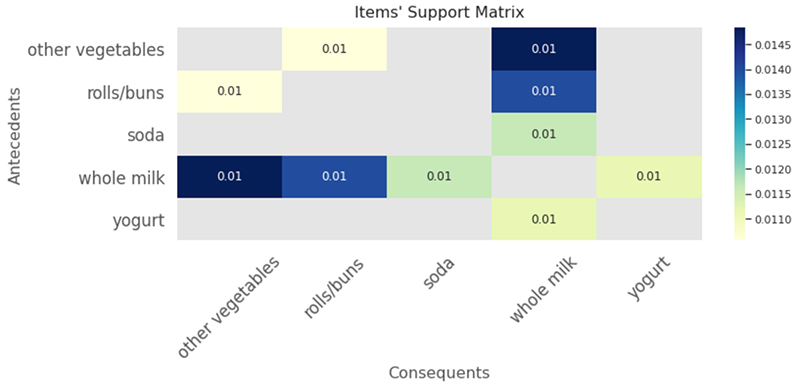 Items' Support Matrix
Antecedents
other vegetables 0.01 0.01
rolls/buns 0.01 0.01
soda 0.01
whole milk 0.01 0.01 0.01 0.01
yogurt 0.01
other vegetables rolls/buns soda whole milk yogurt
Consequents
0.0145
0.0140
0.0135
0.0130
0.0125
0.0120
0.0115
0.0110